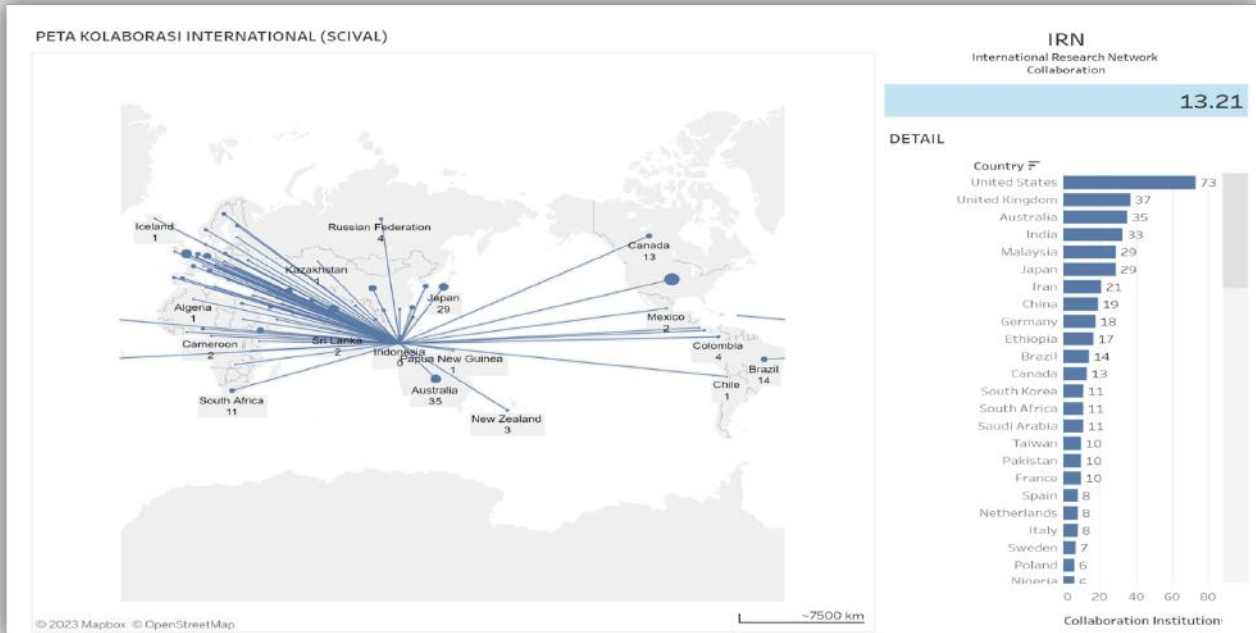 PETA KOLABORASI INTERNATIONAL (SCIVAL)
Iceland
1
Russian Federation
4
Kazakhstan
1
Canada
13
Japan
29
Algeria
1
Mexico
2
Cameroon
2
Sri Lanka
2
Indonesia
0
Papua New Guinea
1
Colombia
4
Brazil
14
Chile
1
Australia
35
South Africa
11
New Zealand
3
© 2023 Mapbox © OpenStreetMap
~7500 km
IRN
International Research Network
Collaboration
13.21
DETAIL
Country
United States 73
United Kingdom 37
Australia 35
India 33
Malaysia 29
Japan 29
Iran 21
China 19
Germany 18
Ethiopia 17
Brazil 14
Canada 13
South Korea 11
South Africa 11
Saudi Arabia 11
Taiwan 10
Pakistan 10
France 10
Spain 8
Netherlands 8
Italy 8
Sweden 7
Poland 6
Nigeria 6
0 20 40 60 80
Collaboration Institution